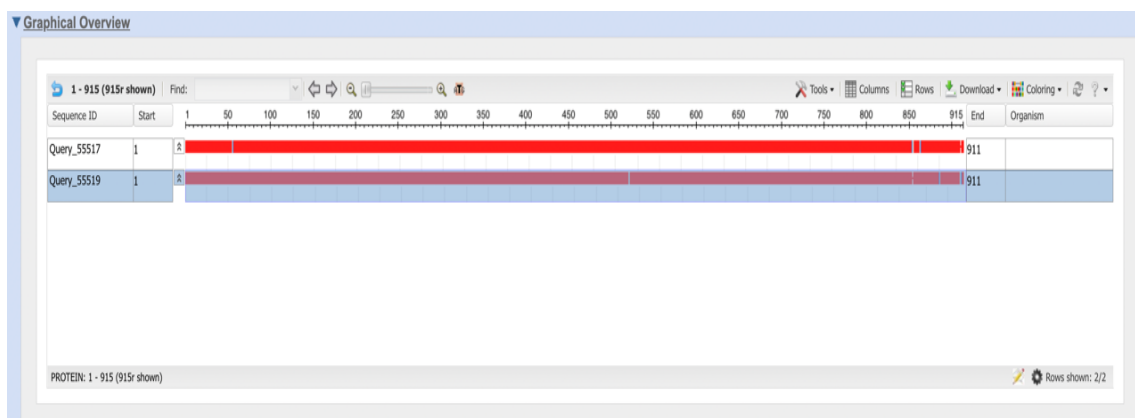 Graphical Overview
1 - 915 (915r shown) Find: Tools Columns Rows Download Coloring ?
Sequence ID Start 1 50 100 150 200 250 300 350 400 450 500 550 600 650 700 750 800 850 915 End Organism
Query_55517 1 911
Query_55519 1 911
PROTEIN: 1 - 915 (915r shown) Rows shown: 2/2